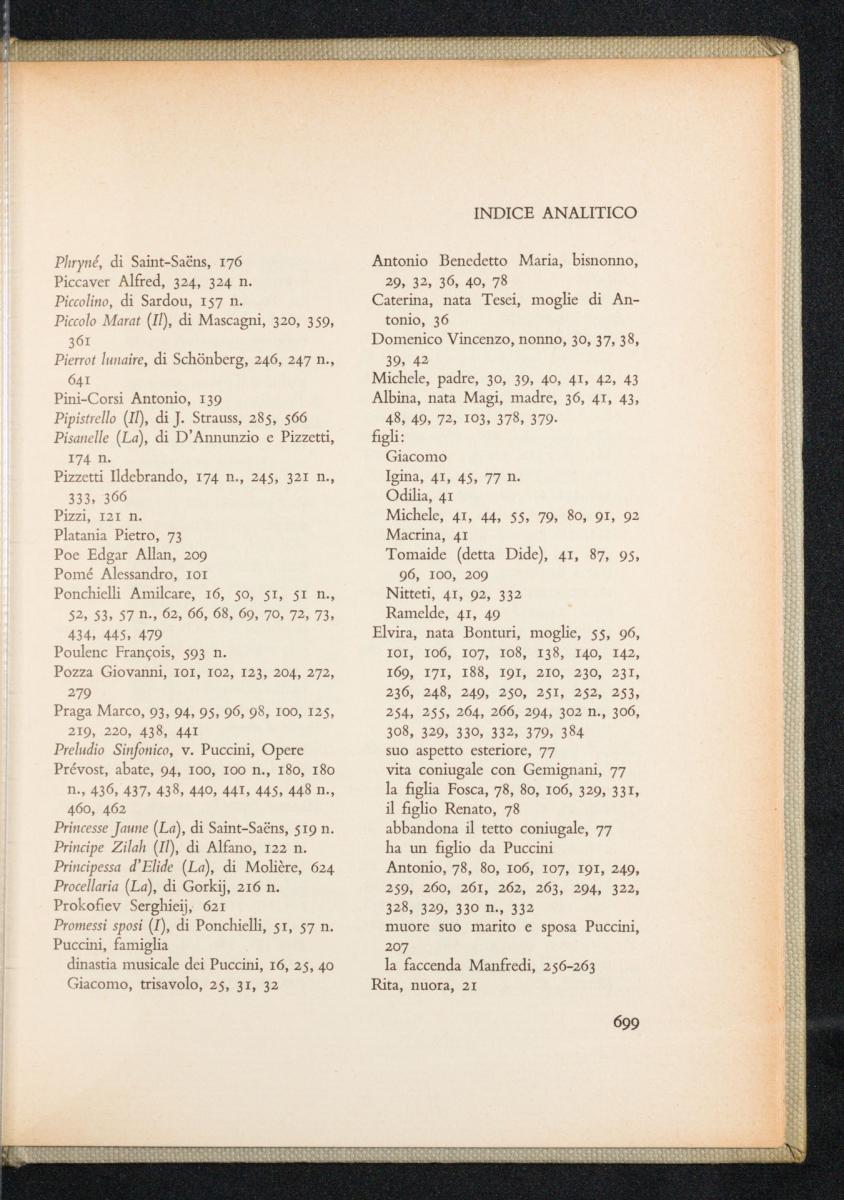 INDICE ANALITICO
Phryné, di Saint-Saëns, 176
Piccaver Alfred, 324, 324 n.
Piccolino, di Sardou, 157 n.
Piccolo Marat (Il), di Mascagni, 320, 359,
361
Pierrot lunaire, di Schönberg, 246, 247 n.,
641
Pini-Corsi Antonio, 139
Pipistrello (Il), di J. Strauss, 285, 566
Pisanelle (La), di D'Annunzio e Pizzetti,
174 n.
Pizzetti Ildebrando, 174 n., 245, 321 n.,
333, 366
Pizzi, 121 n.
Platania Pietro, 73
Poe Edgar Allan, 209
Pomé Alessandro, 101
Ponchielli Amilcare, 16, 50, 51, 51 n.,
52, 53, 57 n., 62, 66, 68, 69, 70, 72, 73,
434, 445, 479
Poulenc François, 593 n.
Pozza Giovanni, 101, 102, 123, 204, 272,
279
Praga Marco, 93, 94, 95, 96, 98, 100, 125,
219, 220, 438, 441
Preludio Sinfonico, v. Puccini, Opere
Prévost, abate, 94, 100, 100 n., 180, 180
n., 436, 437, 438, 440, 441, 445, 448 n.,
460, 462
Princesse Jaune (La), di Saint-Saëns, 519 n.
Principe Zilah (Il), di Alfano, 122 n.
Principessa d'Elide (La), di Molière, 624
Procellaria (La), di Gorkij, 216 n.
Prokofiev Serghieij, 621
Promessi sposi (I), di Ponchielli, 51, 57 n.
Puccini, famiglia
dinastia musicale dei Puccini, 16, 25, 40
Giacomo, trisavolo, 25, 31, 32
Antonio Benedetto Maria, bisnonno,
29, 32, 36, 40, 78
Caterina, nata Tesei, moglie di An-
tonio, 36
Domenico Vincenzo, nonno, 30, 37, 38,
39, 42
Michele, padre, 30, 39, 40, 41, 42, 43
Albina, nata Magi, madre, 36, 41, 43,
48, 49, 72, 103, 378, 379.
figli:
Giacomo
Igina, 41, 45, 77 n.
Odilia, 41
Michele, 41, 44, 55, 79, 80, 91, 92
Macrina, 41
Tomaide (detta Dide), 41, 87, 95,
96, 100, 209
Nitteti, 41, 92, 332
Ramelde, 41, 49
Elvira, nata Bonturi, moglie, 55, 96,
101, 106, 107, 108, 138, 140, 142,
169, 171, 188, 191, 210, 230, 231,
236, 248, 249, 250, 251, 252, 253,
254, 255, 264, 266, 294, 302 n., 306,
308, 329, 330, 332, 379, 384
suo aspetto esteriore, 77
vita coniugale con Gemignani, 77
la figlia Fosca, 78, 80, 106, 329, 331,
il figlio Renato, 78
abbandona il tetto coniugale, 77
ha un figlio da Puccini
Antonio, 78, 80, 106, 107, 191, 249,
259, 260, 261, 262, 263, 294, 322,
328, 329, 330 n., 332
muore suo marito e sposa Puccini,
207
la faccenda Manfredi, 256-263
Rita, nuora, 21
699